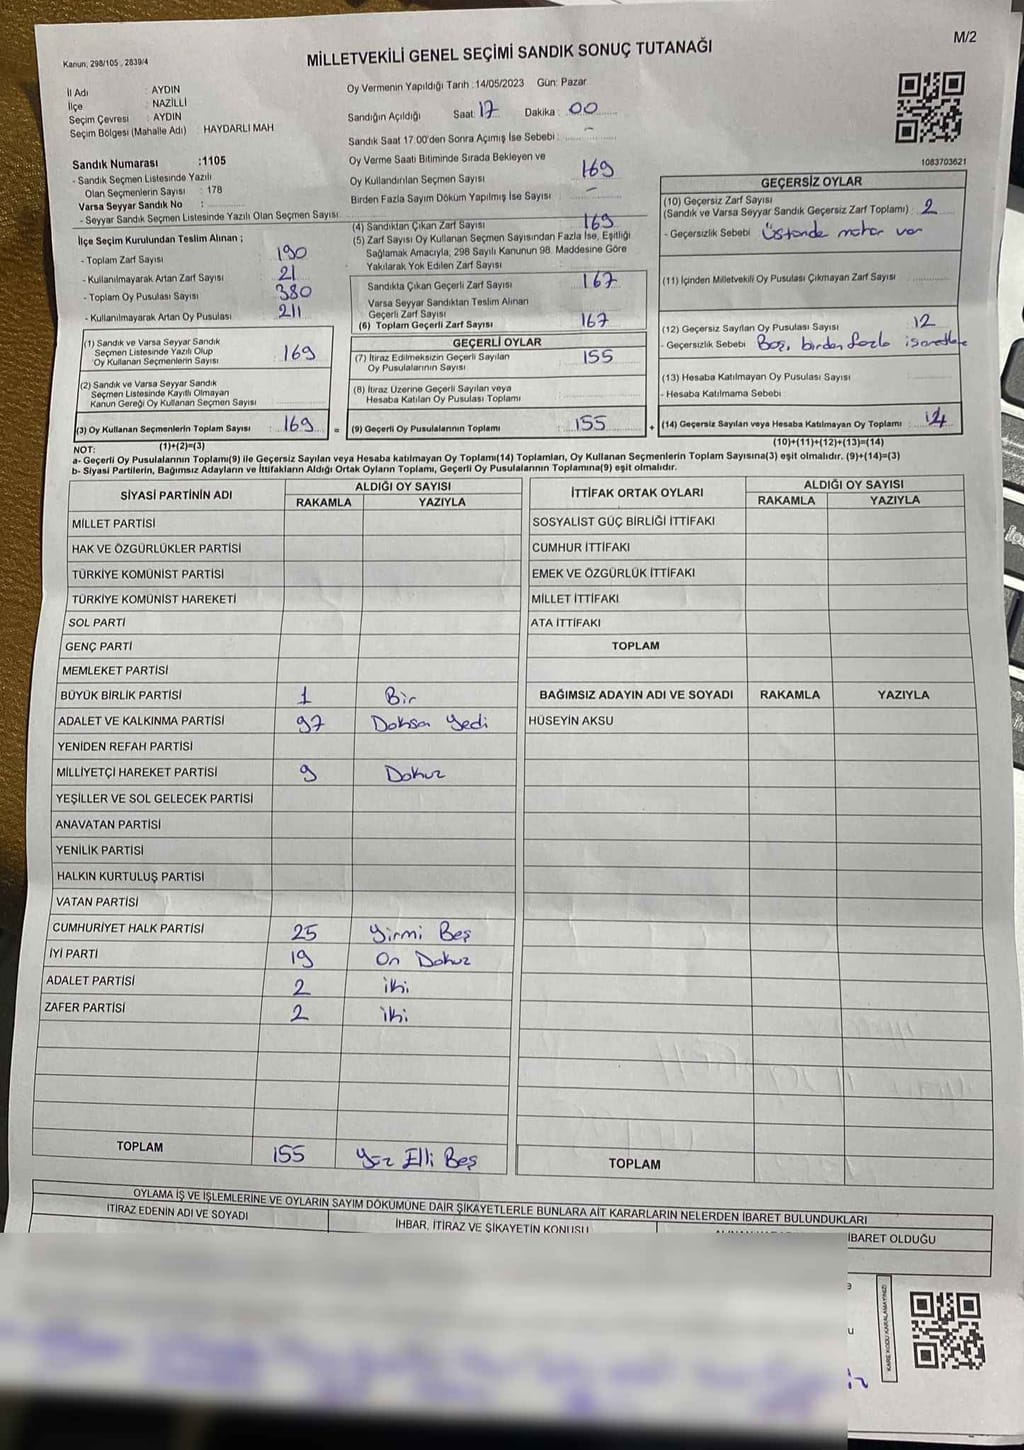 M/2
Kanun; 298/105 , 2839/4
MİLLETVEKİLİ GENEL SEÇİMİ SANDIK SONUÇ TUTANAĞI
İl Adı : AYDIN
İlçe : NAZİLLİ
Seçim Çevresi : AYDIN
Seçim Bölgesi (Mahalle Adı) : HAYDARLI MAH
Sandık Numarası :1105
- Sandık Seçmen Listesinde Yazılı
Olan Seçmenlerin Sayısı : 178
Varsa Seyyar Sandık No :
- Seyyar Sandık Seçmen Listesinde Yazılı Olan Seçmen Sayısı:
Oy Vermenin Yapıldığı Tarih :14/05/2023 Gün: Pazar
Sandığın Açıldığı Saat: 17 Dakika : 00
Sandık Saat 17:00'den Sonra Açılmış İse Sebebi : -
Oy Verme Saati Bitiminde Sırada Bekleyen ve
Oy Kullandırılan Seçmen Sayısı 169
Birden Fazla Sayım Döküm Yapılmış İse Sayısı : -
1083703621
İlçe Seçim Kurulundan Teslim Alınan ;
- Toplam Zarf Sayısı 190
- Kullanılmayarak Artan Zarf Sayısı 21
- Toplam Oy Pusulası Sayısı 380
- Kullanılmayarak Artan Oy Pusulası 211
(4) Sandıktan Çıkan Zarf Sayısı 169
(5) Zarf Sayısı Oy Kullanan Seçmen Sayısından Fazla İse, Eşitliği
Sağlamak Amacıyla, 298 Sayılı Kanunun 98. Maddesine Göre
Yakılarak Yok Edilen Zarf Sayısı
Sandıkta Çıkan Geçerli Zarf Sayısı : 167
Varsa Seyyar Sandıktan Teslim Alınan
Geçerli Zarf Sayısı
(6) Toplam Geçerli Zarf Sayısı : 167
GEÇERSİZ OYLAR
(10) Geçersiz Zarf Sayısı
(Sandık ve Varsa Seyyar Sandık Geçersiz Zarf Toplamı) : 2
- Geçersizlik Sebebi : Üstünde mühür var
(11) İçinden Milletvekili Oy Pusulası Çıkmayan Zarf Sayısı :
(12) Geçersiz Sayılan Oy Pusulası Sayısı : 12
- Geçersizlik Sebebi : Boş, birden fazla işaretleme
(13) Hesaba Katılmayan Oy Pusulası Sayısı :
- Hesaba Katılmama Sebebi
(14) Geçersiz Sayılan veya Hesaba Katılmayan Oy Toplamı : 14
(10)+(11)+(12)+(13)=(14)
(1) Sandık ve Varsa Seyyar Sandık
Seçmen Listesinde Yazılı Olup
Oy Kullanan Seçmenlerin Sayısı : 169
(2) Sandık ve Varsa Seyyar Sandık
Seçmen Listesinde Kayıtlı Olmayan
Kanun Gereği Oy Kullanan Seçmen Sayısı :
(3) Oy Kullanan Seçmenlerin Toplam Sayısı : 169 =
(1)+(2)=(3)
GEÇERLİ OYLAR
(7) İtiraz Edilmeksizin Geçerli Sayılan
Oy Pusulalarının Sayısı : 155
(8) İtiraz Üzerine Geçerli Sayılan veya
Hesaba Katılan Oy Pusulası Toplamı :
(9) Geçerli Oy Pusulalarının Toplamı : 155 +
NOT:
a- Geçerli Oy Pusulalarının Toplamı(9) ile Geçersiz Sayılan veya Hesaba katılmayan Oy Toplamı(14) Toplamları, Oy Kullanan Seçmenlerin Toplam Sayısına(3) eşit olmalıdır. (9)+(14)=(3)
b- Siyasi Partilerin, Bağımsız Adayların ve İttifakların Aldığı Ortak Oyların Toplamı, Geçerli Oy Pusulalarının Toplamına(9) eşit olmalıdır.
SİYASİ PARTİNİN ADI ALDIĞI OY SAYISI
RAKAMLA YAZIYLA
MİLLET PARTİSİ
HAK VE ÖZGÜRLÜKLER PARTİSİ
TÜRKİYE KOMÜNİST PARTİSİ
TÜRKİYE KOMÜNİST HAREKETİ
SOL PARTİ
GENÇ PARTİ
MEMLEKET PARTİSİ
BÜYÜK BİRLİK PARTİSİ 1 Bir
ADALET VE KALKINMA PARTİSİ 97 Doksan Yedi
YENİDEN REFAH PARTİSİ
MİLLİYETÇİ HAREKET PARTİSİ 9 Dokuz
YEŞİLLER VE SOL GELECEK PARTİSİ
ANAVATAN PARTİSİ
YENİLİK PARTİSİ
HALKIN KURTULUŞ PARTİSİ
VATAN PARTİSİ
CUMHURİYET HALK PARTİSİ 25 Yirmi Beş
İYİ PARTİ 19 On Dokuz
ADALET PARTİSİ 2 iki
ZAFER PARTİSİ 2 iki
TOPLAM 155 Yüz Elli Beş
İTTİFAK ORTAK OYLARI ALDIĞI OY SAYISI
RAKAMLA YAZIYLA
SOSYALİST GÜÇ BİRLİĞİ İTTİFAKI
CUMHUR İTTİFAKI
EMEK VE ÖZGÜRLÜK İTTİFAKI
MİLLET İTTİFAKI
ATA İTTİFAKI
TOPLAM
BAĞIMSIZ ADAYIN ADI VE SOYADI RAKAMLA YAZIYLA
HÜSEYİN AKSU
TOPLAM
OYLAMA İŞ VE İŞLEMLERİNE VE OYLARIN SAYIM DÖKÜMÜNE DAİR ŞİKAYETLERLE BUNLARA AİT KARARLARIN NELERDEN İBARET BULUNDUKLARI
İTİRAZ EDENİN ADI VE SOYADI
İHBAR, İTİRAZ VE ŞİKAYETİN KONUSU
İBARET OLDUĞU
KARE KODU KARALAMAYINIZ!